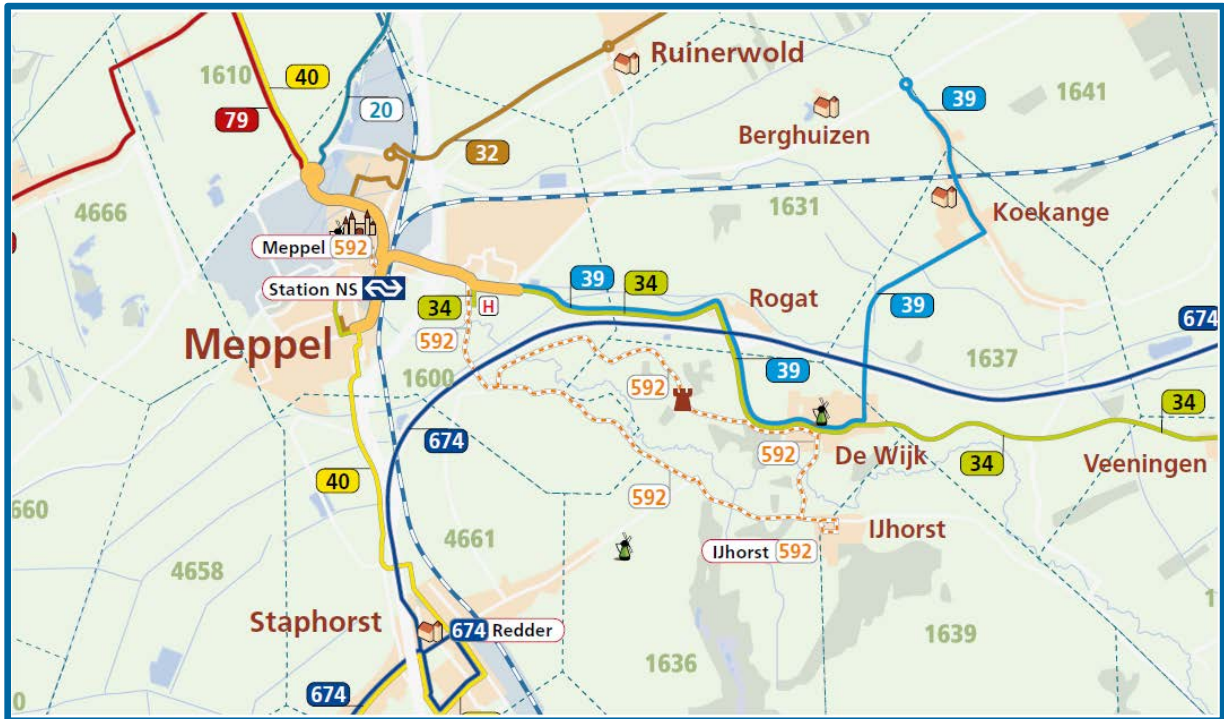 Ruinerwold
1610
40
39
79
20
1641
Berghuizen
32
4666
1631
Koekange
Meppel 592
Station NS
39
34
34
H
Rogat
39
592
674
Meppel
1637
1600
39
592
34
674
592
De Wijk
34
Veeningen
40
592
660
4661
IJhorst
IJhorst 592
4658
Staphorst
674 Redder
1639
1636
674
0
1